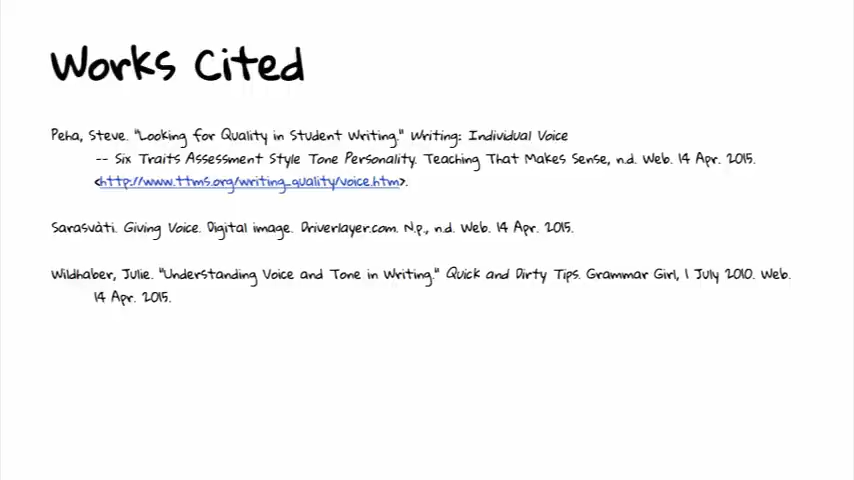 Works Cited
Peha, Steve. "Looking for Quality in Student Writing." Writing: Individual Voice
-- Six Traits Assessment Style Tone Personality. Teaching That Makes Sense, n.d. Web. 14 Apr. 2015.
<http://www.ttms.org/writing_quality/voice.htm>.
Sarasvàti. Giving Voice. Digital image. Driverlayer.com. N.p., n.d. Web. 14 Apr. 2015.
Wildhaber, Julie. "Understanding Voice and Tone in Writing." Quick and Dirty Tips. Grammar Girl, 1 July 2010. Web.
14 Apr. 2015.